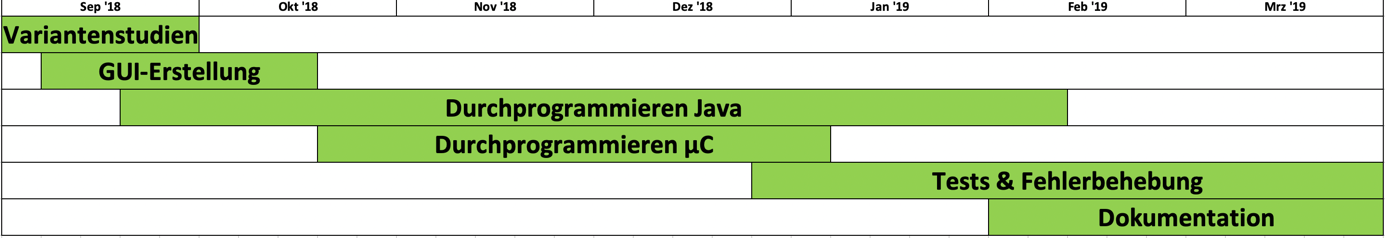 Sep '18 Okt '18 Nov '18 Dez '18 Jan '19 Feb '19 Mrz '19
Variantenstudien
GUI-Erstellung
Durchprogrammieren Java
Durchprogrammieren µC
Tests & Fehlerbehebung
Dokumentation